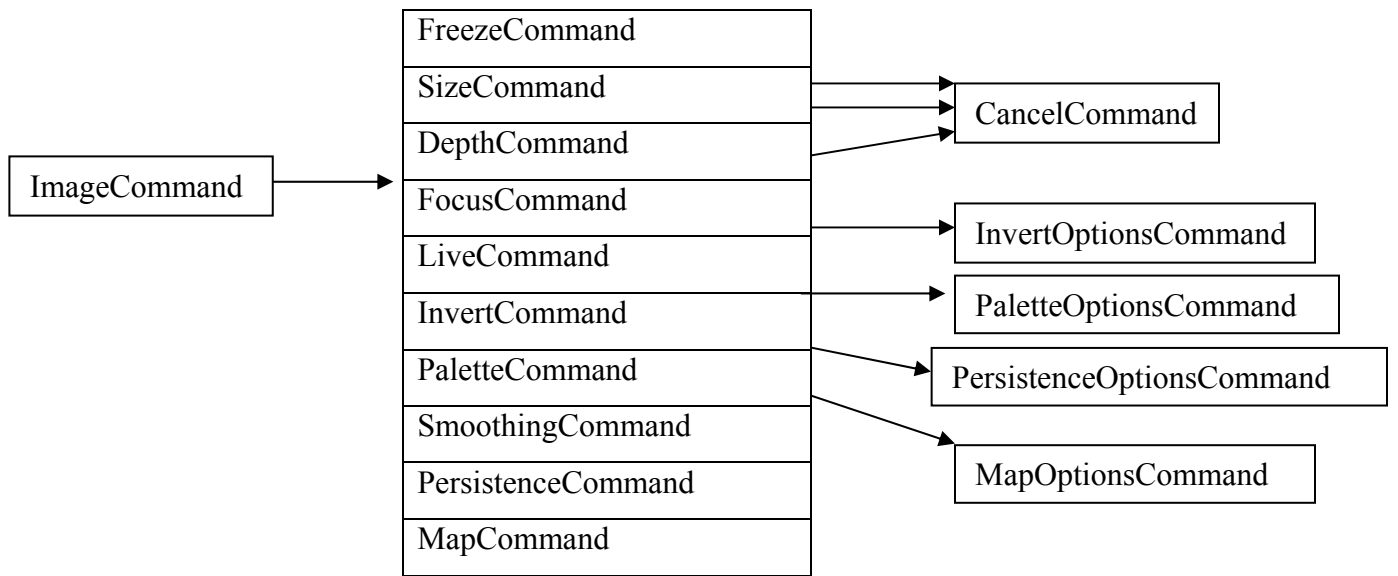 ImageCommand
FreezeCommand
SizeCommand
DepthCommand
FocusCommand
LiveCommand
InvertCommand
PaletteCommand
SmoothingCommand
PersistenceCommand
MapCommand
CancelCommand
InvertOptionsCommand
PaletteOptionsCommand
PersistenceOptionsCommand
MapOptionsCommand